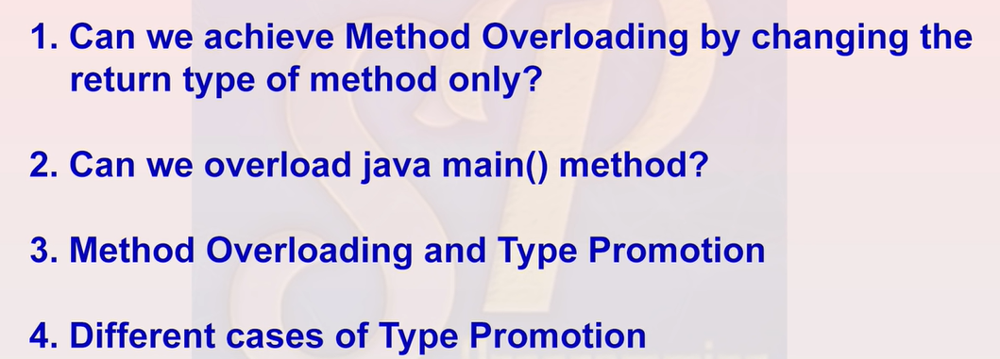 1. Can we achieve Method Overloading by changing the
return type of method only?
2. Can we overload java main() method?
3. Method Overloading and Type Promotion
4. Different cases of Type Promotion